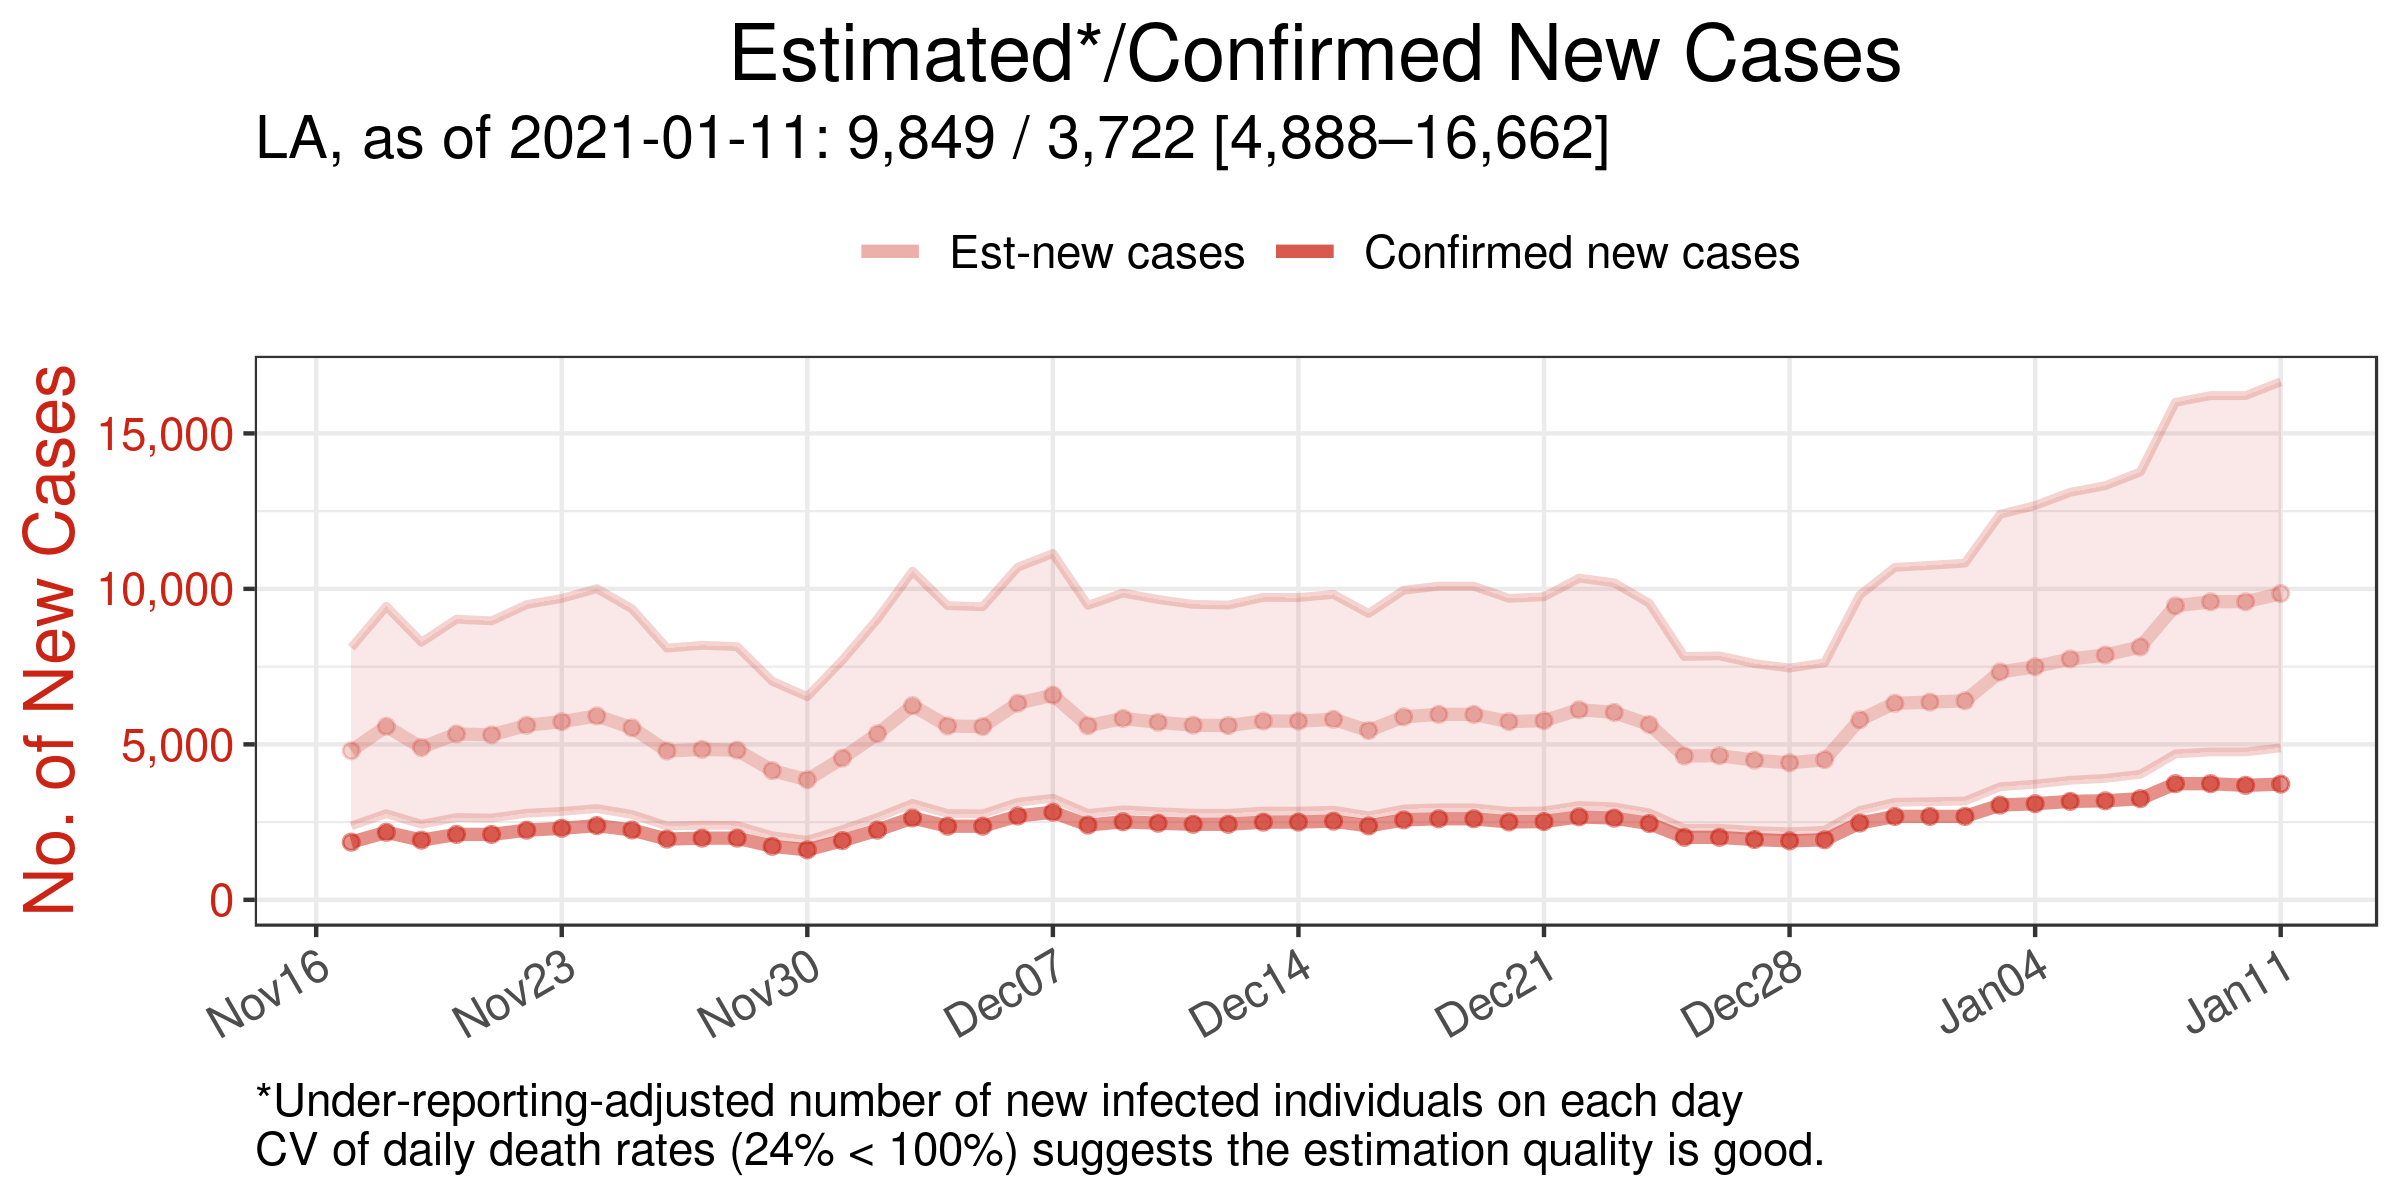 Estimated*/Confirmed New Cases
LA, as of 2021-01-11: 9,849 / 3,722 [4,888–16,662]
Est-new cases
Confirmed new cases
No. of New Cases
15,000
10,000
5,000
0
Nov16
Nov23
Nov30
Dec07
Dec14
Dec21
Dec28
Jan04
Jan11
*Under-reporting-adjusted number of new infected individuals on each day
CV of daily death rates (24% < 100%) suggests the estimation quality is good.